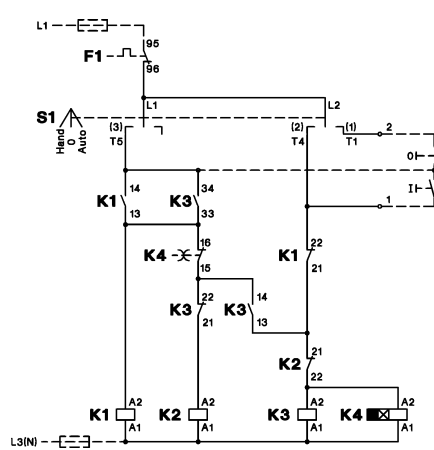 L1
95
F1
96
L1 L2
S1
Hand
0
Auto
(3) (2) (1) 2
T5 T4 T1
0
I
14 34
K1 K3
13 33
1
16
K4
15
22
K1
21
22 14
K3 K3
21 13
21
K2
22
A2 A2 A2 A2
K1 K2 K3 K4
A1 A1 A1 A1
L3(N)